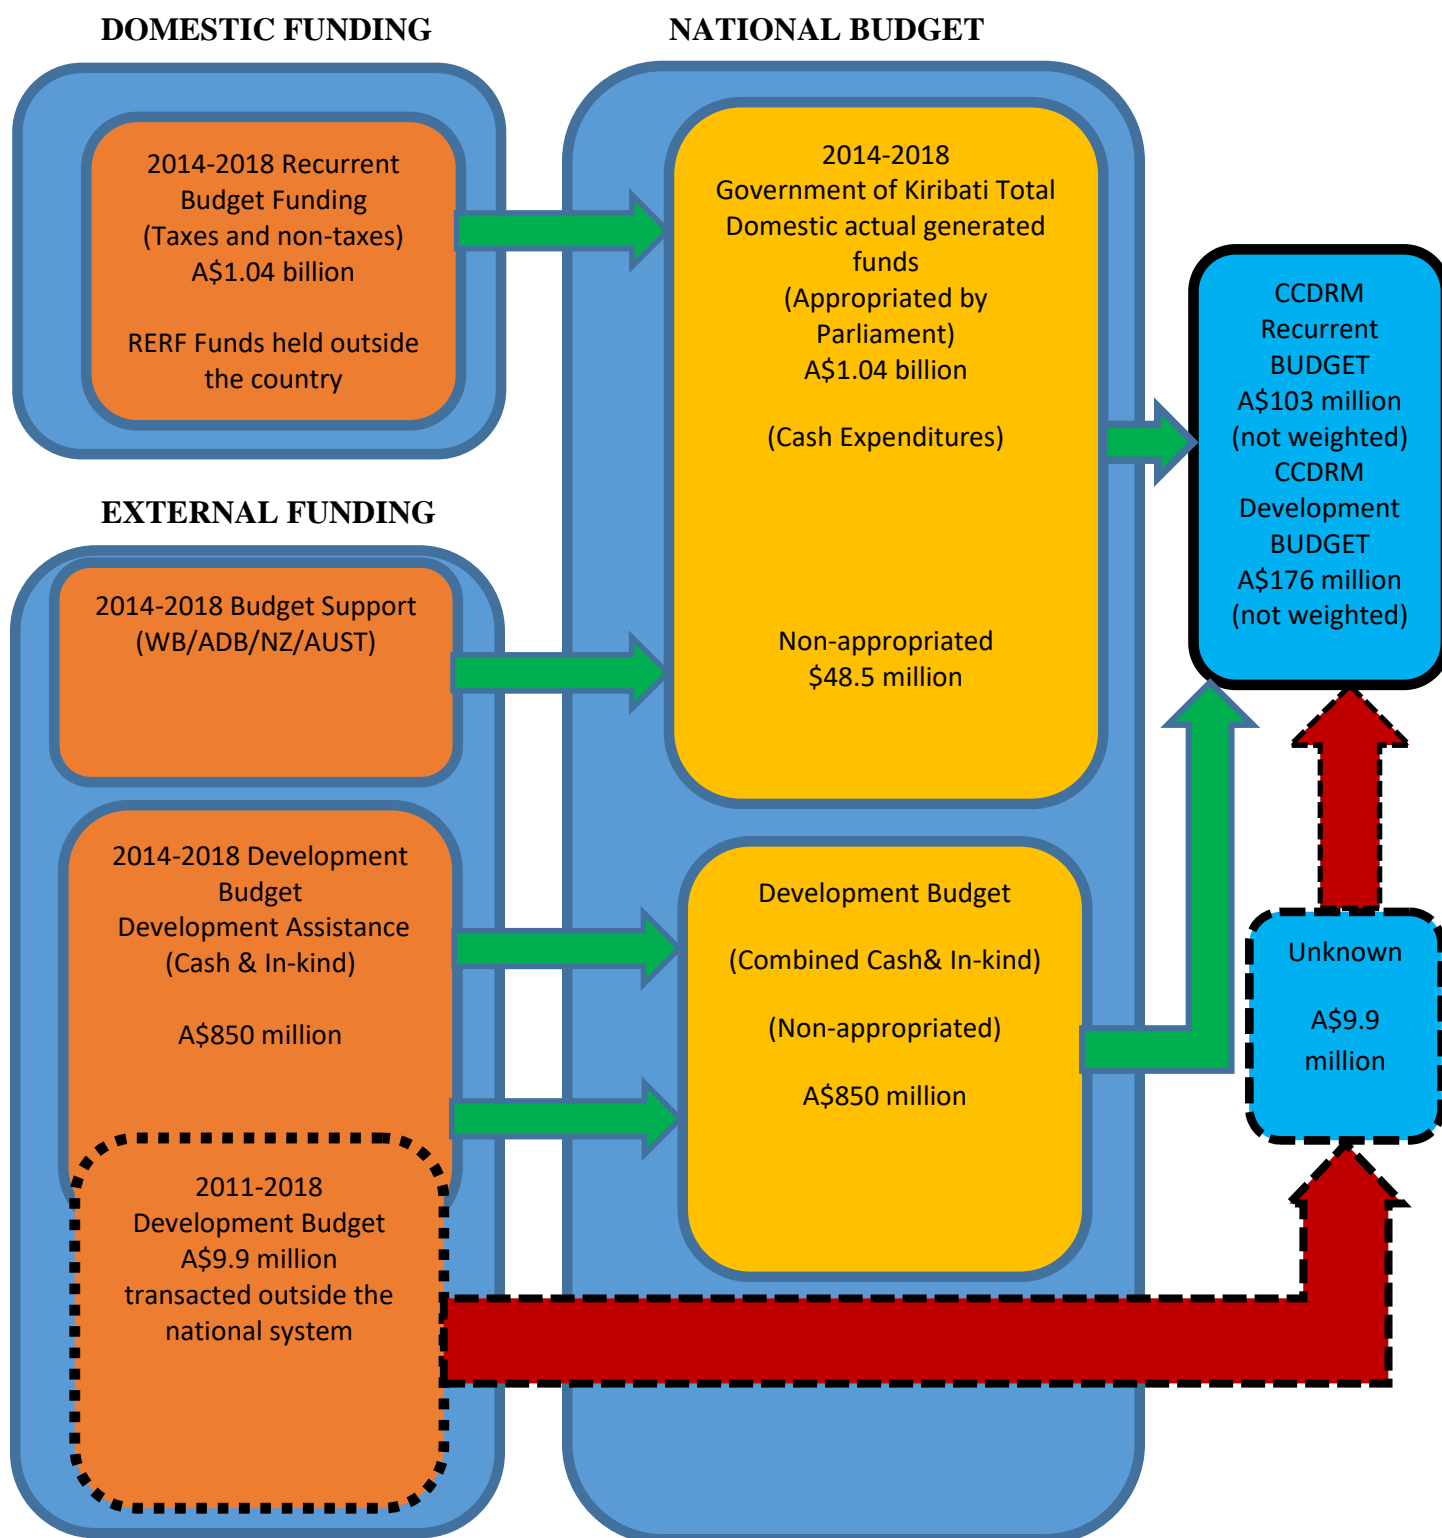 DOMESTIC FUNDING
2014-2018 Recurrent
Budget Funding
(Taxes and non-taxes)
A$1.04 billion
RERF Funds held outside
the country
EXTERNAL FUNDING
2014-2018 Budget Support
(WB/ADB/NZ/AUST)
2014-2018 Development
Budget
Development Assistance
(Cash & In-kind)
A$850 million
2011-2018
Development Budget
A$9.9 million
transacted outside the
national system
NATIONAL BUDGET
2014-2018
Government of Kiribati Total
Domestic actual generated
funds
(Appropriated by
Parliament)
A$1.04 billion
(Cash Expenditures)
Non-appropriated
$48.5 million
Development Budget
(Combined Cash& In-kind)
(Non-appropriated)
A$850 million
CCDRM
Recurrent
BUDGET
A$103 million
(not weighted)
CCDRM
Development
BUDGET
A$176 million
(not weighted)
Unknown
A$9.9
million